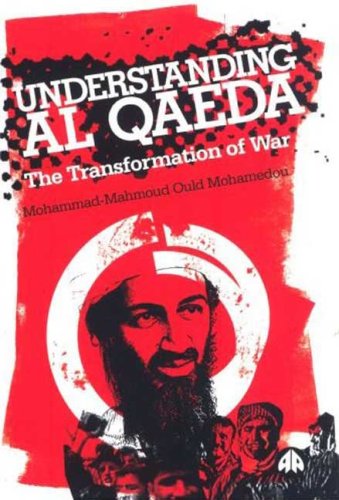 UNDERSTANDING
AL QAEDA
The Transformation of War
Mohammad-Mahmoud Ould Mohamedou